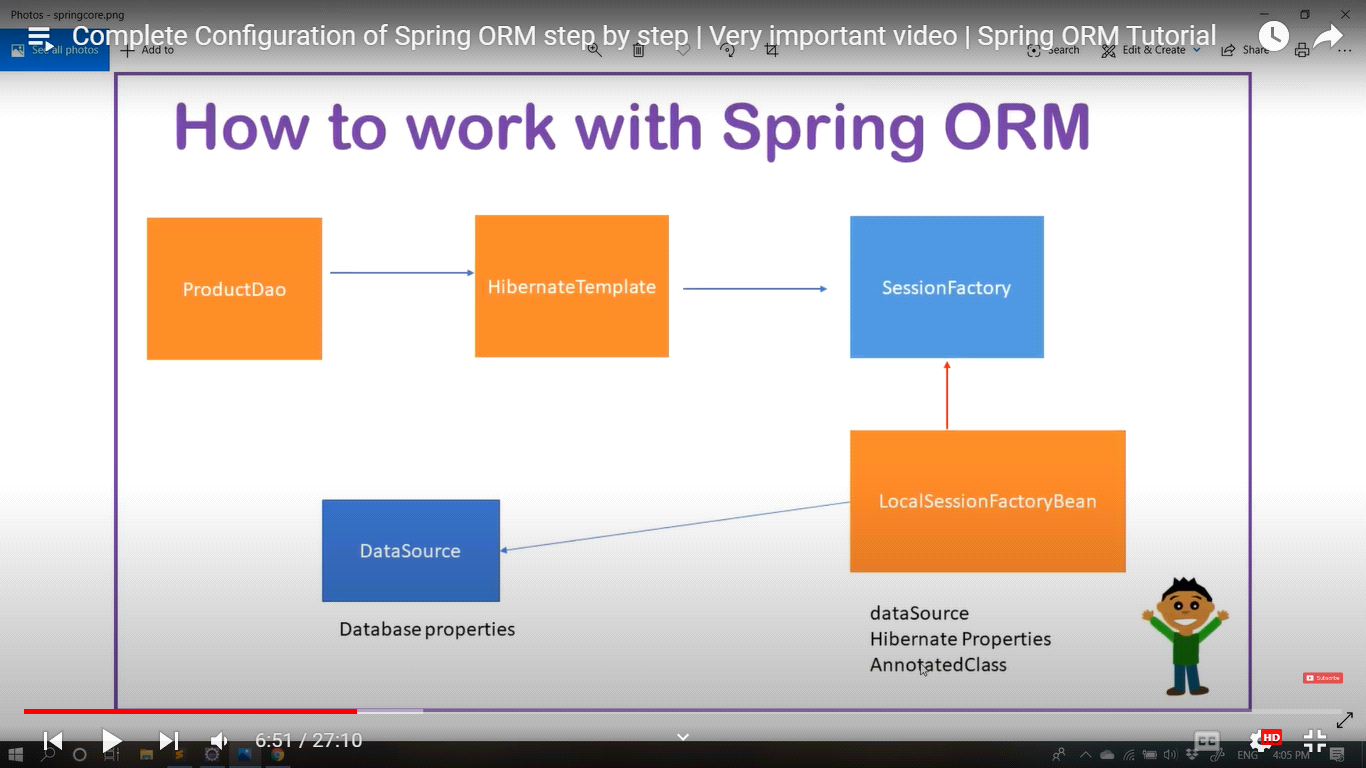 Photos - springcore.png
Complete Configuration of Spring ORM step by step | Very important video | Spring ORM Tutorial
See all photos
Add to
Search
Edit & Create
Share
How to work with Spring ORM
ProductDao
HibernateTemplate
SessionFactory
LocalSessionFactoryBean
DataSource
Database properties
dataSource
Hibernate Properties
AnnotatedClass
Subscribe
6:51 / 27:10
CC
HD
ENG
4:05 PM